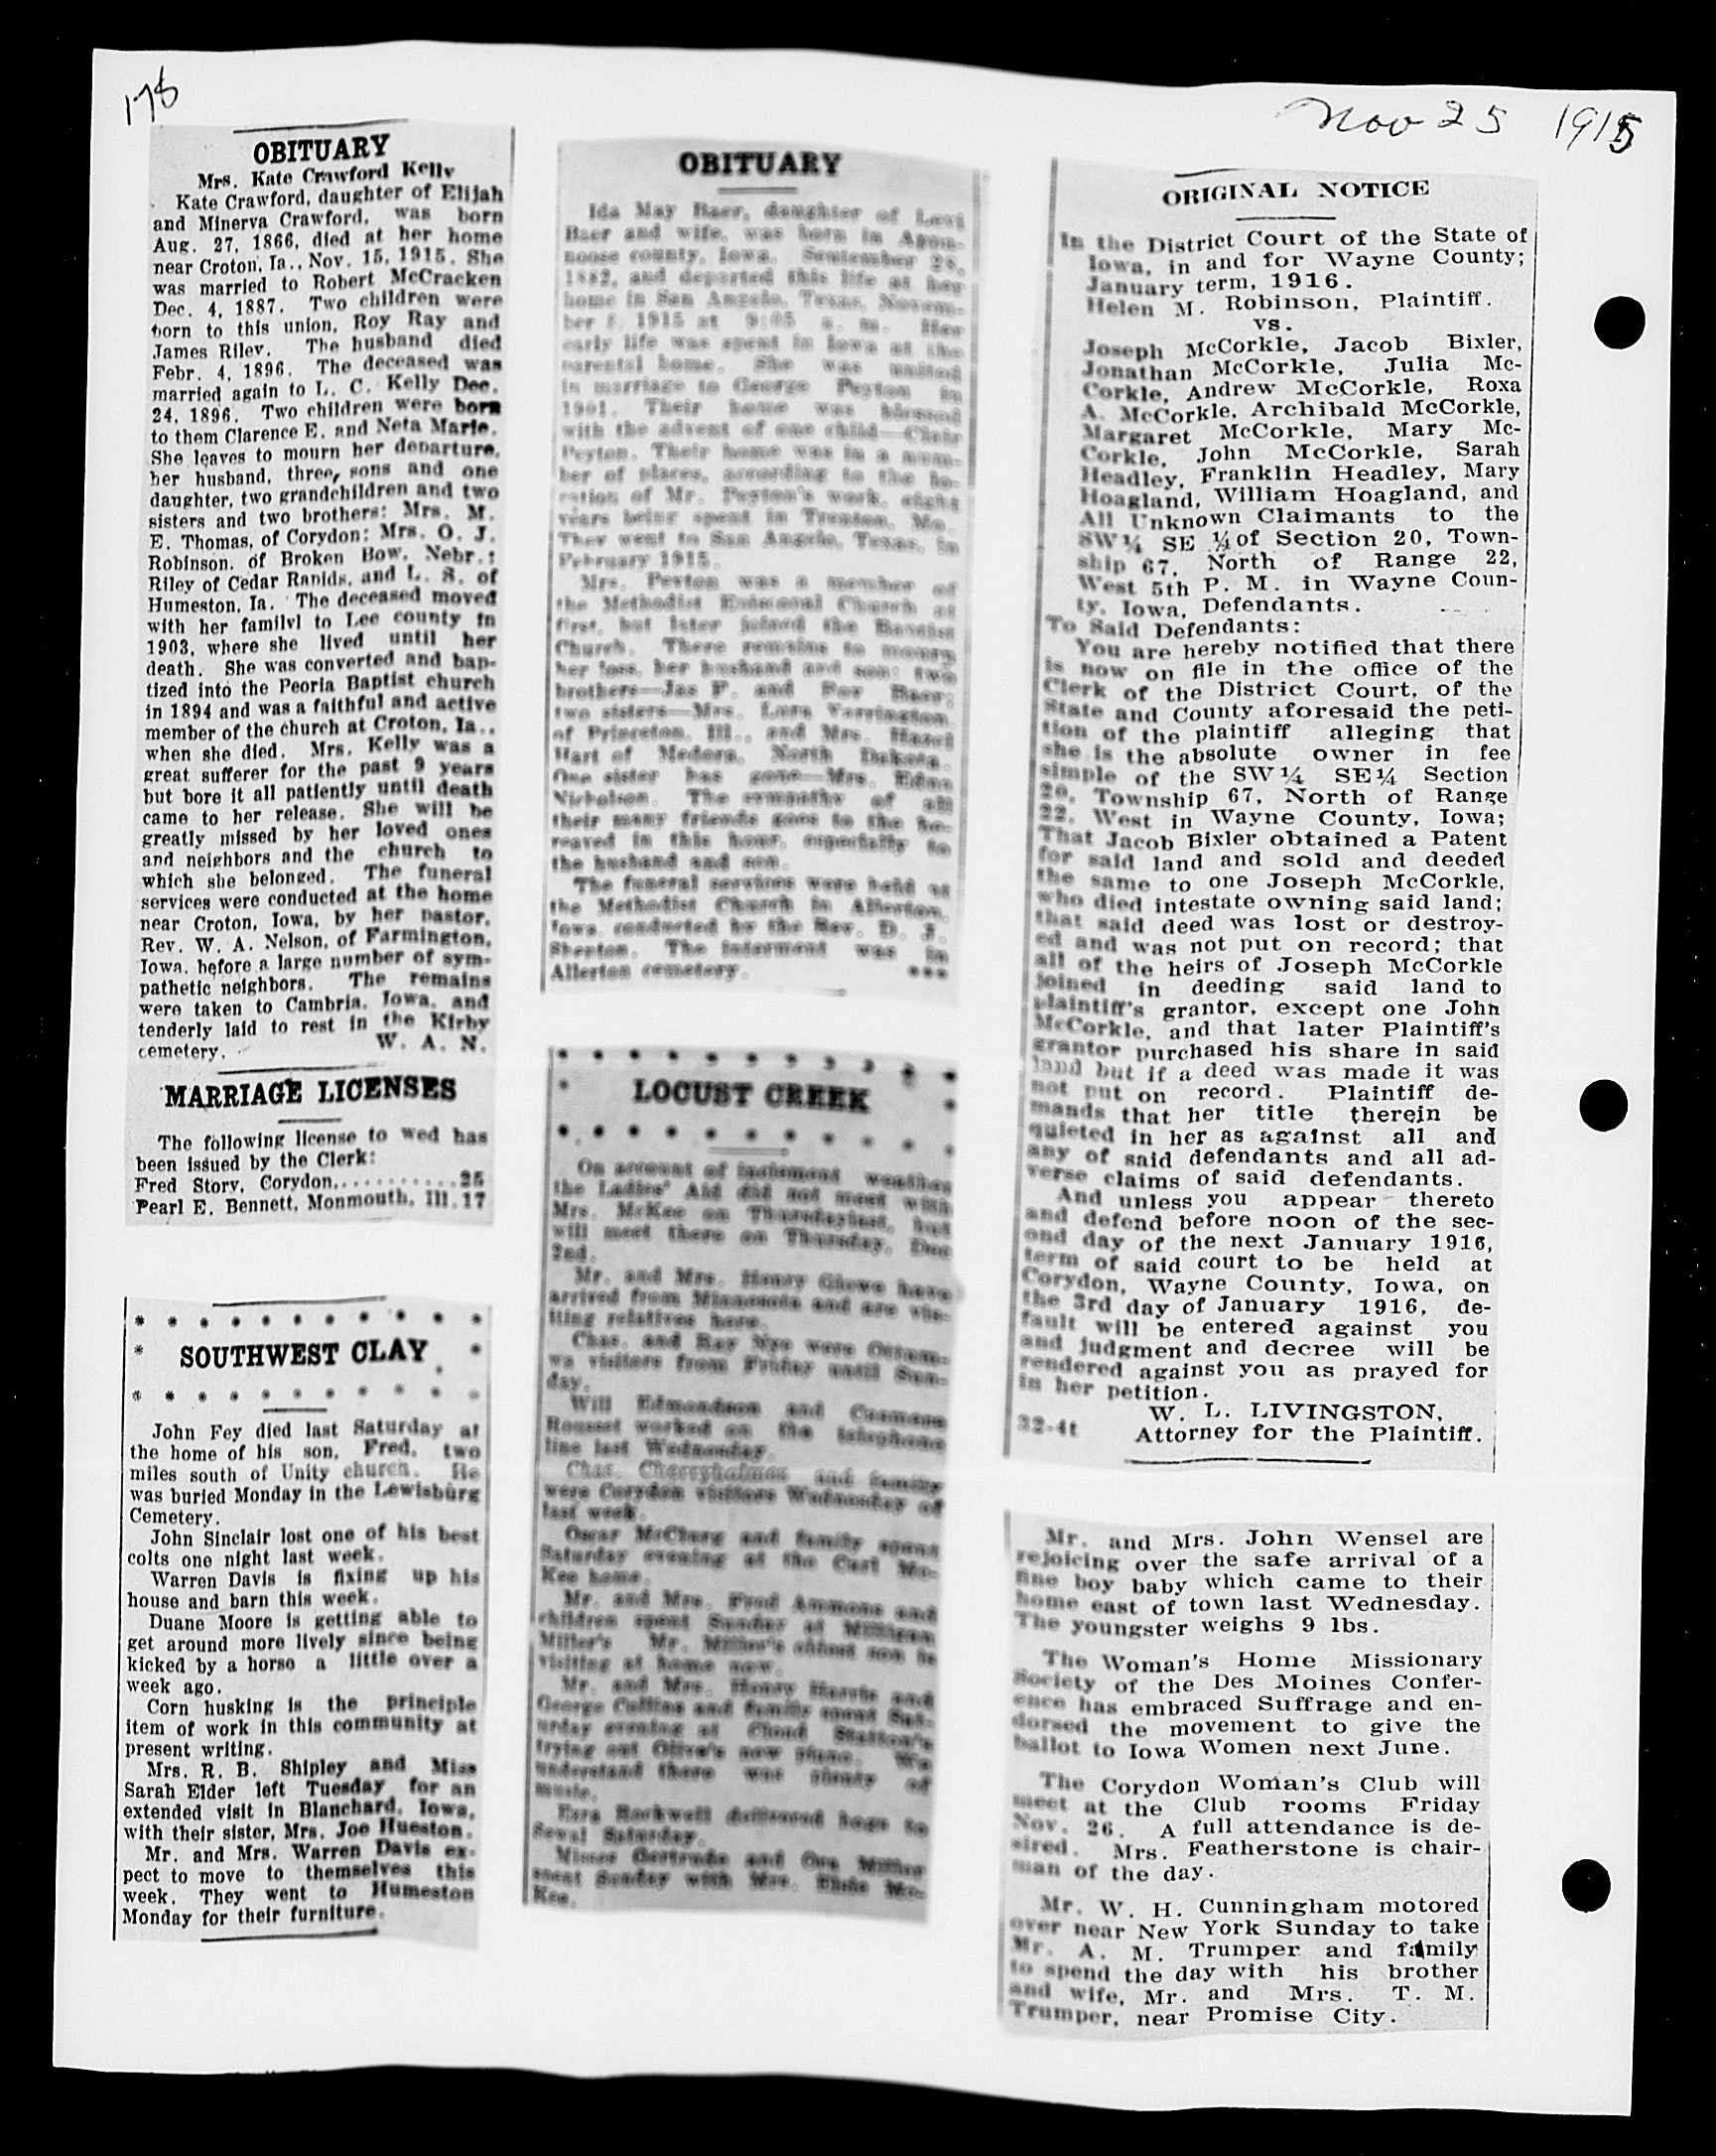 178
Nov 25 1915
OBITUARY
Mrs. Kate Crawford Kelly
Kate Crawford, daughter of Elijah
and Minerva Crawford, was born
Aug. 27, 1866, died at her home
near Croton, Ia., Nov. 15, 1915. She
was married to Robert McCracken
Dec. 4, 1887. Two children were
born to this union, Roy Ray and
James Riley. The husband died
Febr. 4, 1896. The deceased was
married again to L. C. Kelly Dec.
24, 1896. Two children were born
to them Clarence E. and Neta Marie.
She leaves to mourn her departure,
her husband, three, sons and one
daughter, two grandchildren and two
sisters and two brothers: Mrs. M.
E. Thomas, of Corydon; Mrs. O. J.
Robinson, of Broken Bow, Nebr.;
Riley of Cedar Rapids, and L. S. of
Humeston, Ia. The deceased moved
with her familyl to Lee county in
1903, where she lived until her
death. She was converted and bap-
tized into the Peoria Baptist church
in 1894 and was a faithful and active
member of the church at Croton, Ia.,
when she died. Mrs. Kelly was a
great sufferer for the past 9 years
but bore it all patiently until death
came to her release. She will be
greatly missed by her loved ones
and neighbors and the church to
which she belonged. The funeral
services were conducted at the home
near Croton, Iowa, by her pastor,
Rev. W. A. Nelson, of Farmington,
Iowa, before a large number of sym-
pathetic neighbors. The remains
were taken to Cambria, Iowa, and
tenderly laid to rest in the Kirby
cemetery. W. A. N.
MARRIAGE LICENSES
The following license to wed has
been issued by the Clerk:
Fred Story, Corydon,...........25
Pearl E. Bennett, Monmouth, Ill.17
* * * * * * * * * * *
* SOUTHWEST CLAY *
* * * * * * * * * * *
John Fey died last Saturday at
the home of his son, Fred, two
miles south of Unity church. He
was buried Monday in the Lewisburg
Cemetery.
John Sinclair lost one of his best
colts one night last week.
Warren Davis is fixing up his
house and barn this week.
Duane Moore is getting able to
get around more lively since being
kicked by a horse a little over a
week ago.
Corn husking is the principle
item of work in this community at
present writing.
Mrs. R. B. Shipley and Miss
Sarah Elder left Tuesday for an
extended visit in Blanchard, Iowa,
with their sister, Mrs. Joe Hueston.
Mr. and Mrs. Warren Davis ex-
pect to move to themselves this
week. They went to Humeston
Monday for their furniture.
OBITUARY
Ida May Baer, daughter of Levi
Baer and wife, was born in Appa-
noose county, Iowa, September 28,
1882, and departed this life at her
home in San Angelo, Texas, Novem-
ber 8, 1915 at 9:05 a. m. Her
early life was spent in Iowa at the
parental home. She was united
in marriage to George Peyton in
1901. Their home was blessed
with the advent of one child—
Peyton. Their home was in a num-
ber of places, according to the lo-
cation of Mr. Peyton's work, eight
years being spent in Trenton, Mo.
They went to San Angelo, Texas, in
February 1915.
Mrs. Peyton was a member of
the Methodist Episcopal Church at
first, but later joined the Baptist
Church. There remains to mourn
her loss, her husband and son; two
brothers—Jas F. and Roy Baer;
two sisters—Mrs. Lura
of Princeton, Ill., and Mrs. Hazel
Hart of Medora, North Dakota.
One sister has gone—Mrs. Edna
Nicholson. The sympathy of all
their many friends goes to the be-
reaved in this hour, especially to
the husband and son.
The funeral services were held at
the Methodist Church in Allerton,
Iowa, conducted by the Rev. D. J.
Shenton. The interment was in
Allerton cemetery. ***
* * * * * * * * * * *
* LOCUST CREEK *
* * * * * * * * * * *
On account of inclement weather
the Ladies' Aid did not meet with
Mrs. McKee on Thursdaylast, but
will meet there on Thursday, Dec
2nd.
Mr. and Mrs. Henry Glowe have
arrived from Minnesota and are vis-
iting relatives here.
Chas. and Ray Nye were Ottum-
wa visitors from Friday until Sun-
day.
Will Edmondson and
Rousset worked on the telephone
line last Wednesday.
Chas. Cherryholmes and family
were Corydon visitors Wednesday of
last week.
Oscar McClurg and family spent
Saturday evening at the Carl Mc-
Kee home.
Mr. and Mrs. Fred Ammons and
children spent Sunday at Milligan
Miller's. Mr. Miller's oldest son is
visiting at home now.
Mr. and Mrs. Henry Harris and
George Collins and family spent Sat-
urday evening at Cloud
trying out Olive's new piano. We
understand there was plenty of
music.
Ezra Rockwell delivered hogs to
Sewal Saturday.
Misses Gertrude and Ora Miller
spent Sunday with Mrs. Mc-
Kee.
ORIGINAL NOTICE
In the District Court of the State of
Iowa, in and for Wayne County;
January term, 1916.
Helen M. Robinson, Plaintiff.
vs.
Joseph McCorkle, Jacob Bixler,
Jonathan McCorkle, Julia Mc-
Corkle, Andrew McCorkle, Roxa
A. McCorkle, Archibald McCorkle,
Margaret McCorkle, Mary Mc-
Corkle, John McCorkle, Sarah
Headley, Franklin Headley, Mary
Hoagland, William Hoagland, and
All Unknown Claimants to the
SW¼ SE ¼of Section 20, Town-
ship 67, North of Range 22,
West 5th P. M. in Wayne Coun-
ty, Iowa, Defendants.
To Said Defendants:
You are hereby notified that there
is now on file in the office of the
Clerk of the District Court, of the
State and County aforesaid the peti-
tion of the plaintiff alleging that
she is the absolute owner in fee
simple of the SW¼ SE¼ Section
20, Township 67, North of Range
22, West in Wayne County, Iowa;
That Jacob Bixler obtained a Patent
for said land and sold and deeded
the same to one Joseph McCorkle,
who died intestate owning said land;
that said deed was lost or destroy-
ed and was not put on record; that
all of the heirs of Joseph McCorkle
joined in deeding said land to
plaintiff's grantor, except one John
McCorkle, and that later Plaintiff's
grantor purchased his share in said
land but if a deed was made it was
not put on record. Plaintiff de-
mands that her title therein be
quieted in her as against all and
any of said defendants and all ad-
verse claims of said defendants.
And unless you appear thereto
and defend before noon of the sec-
ond day of the next January 1916,
term of said court to be held at
Corydon, Wayne County, Iowa, on
the 3rd day of January 1916, de-
fault will be entered against you
and judgment and decree will be
rendered against you as prayed for
in her petition.
W. L. LIVINGSTON,
32-4t Attorney for the Plaintiff.
Mr. and Mrs. John Wensel are
rejoicing over the safe arrival of a
fine boy baby which came to their
home east of town last Wednesday.
The youngster weighs 9 lbs.
The Woman's Home Missionary
Society of the Des Moines Confer-
ence has embraced Suffrage and en-
dorsed the movement to give the
ballot to Iowa Women next June.
The Corydon Woman's Club will
meet at the Club rooms Friday
Nov. 26. A full attendance is de-
sired. Mrs. Featherstone is chair-
man of the day.
Mr. W. H. Cunningham motored
over near New York Sunday to take
Mr. A. M. Trumper and family
to spend the day with his brother
and wife, Mr. and Mrs. T. M.
Trumper, near Promise City.